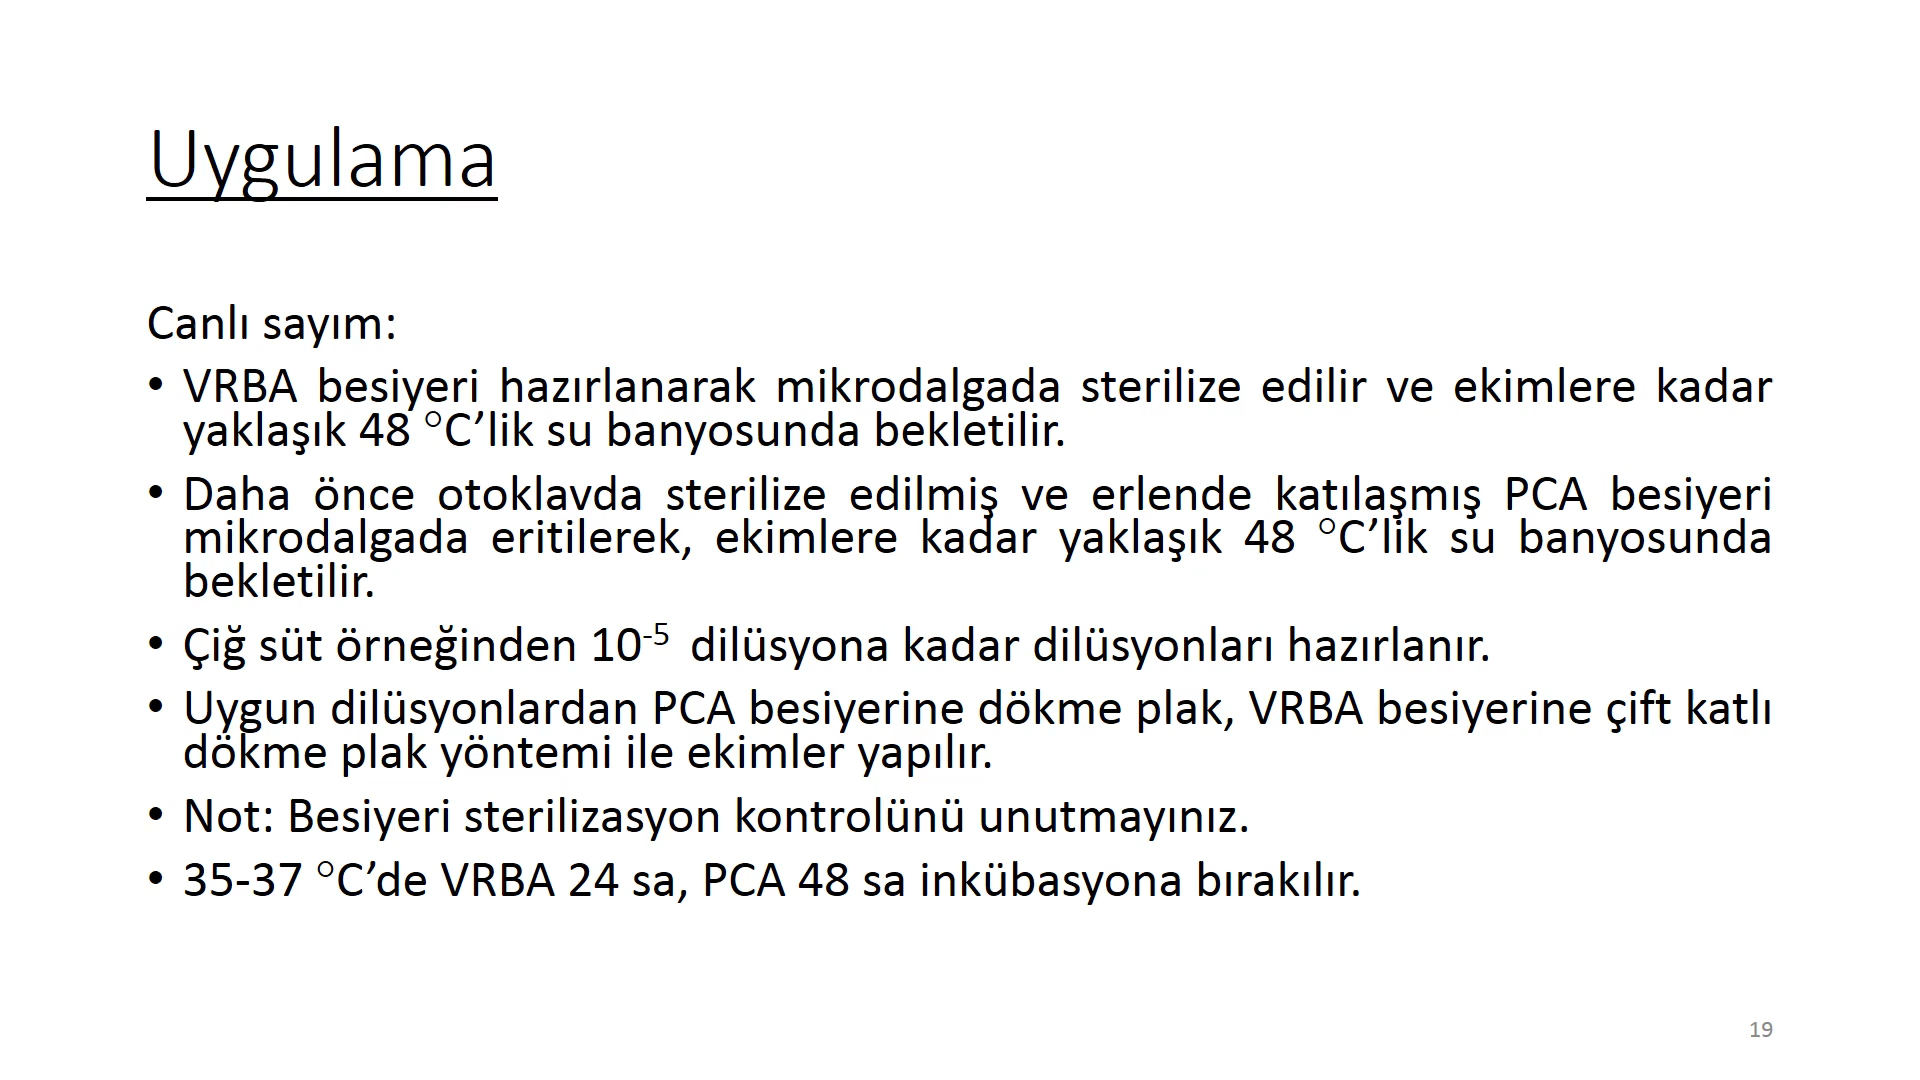 Uygulama
Canlı sayım:
• VRBA besiyeri hazırlanarak mikrodalgada sterilize edilir ve ekimlere kadar
yaklaşık 48 °C’lik su banyosunda bekletilir.
• Daha önce otoklavda sterilize edilmiş ve erlende katılaşmış PCA besiyeri
mikrodalgada eritilerek, ekimlere kadar yaklaşık 48 °C’lik su banyosunda
bekletilir.
• Çiğ süt örneğinden 10⁻⁵ dilüsyona kadar dilüsyonları hazırlanır.
• Uygun dilüsyonlardan PCA besiyerine dökme plak, VRBA besiyerine çift katlı
dökme plak yöntemi ile ekimler yapılır.
• Not: Besiyeri sterilizasyon kontrolünü unutmayınız.
• 35-37 °C’de VRBA 24 sa, PCA 48 sa inkübasyona bırakılır.
19